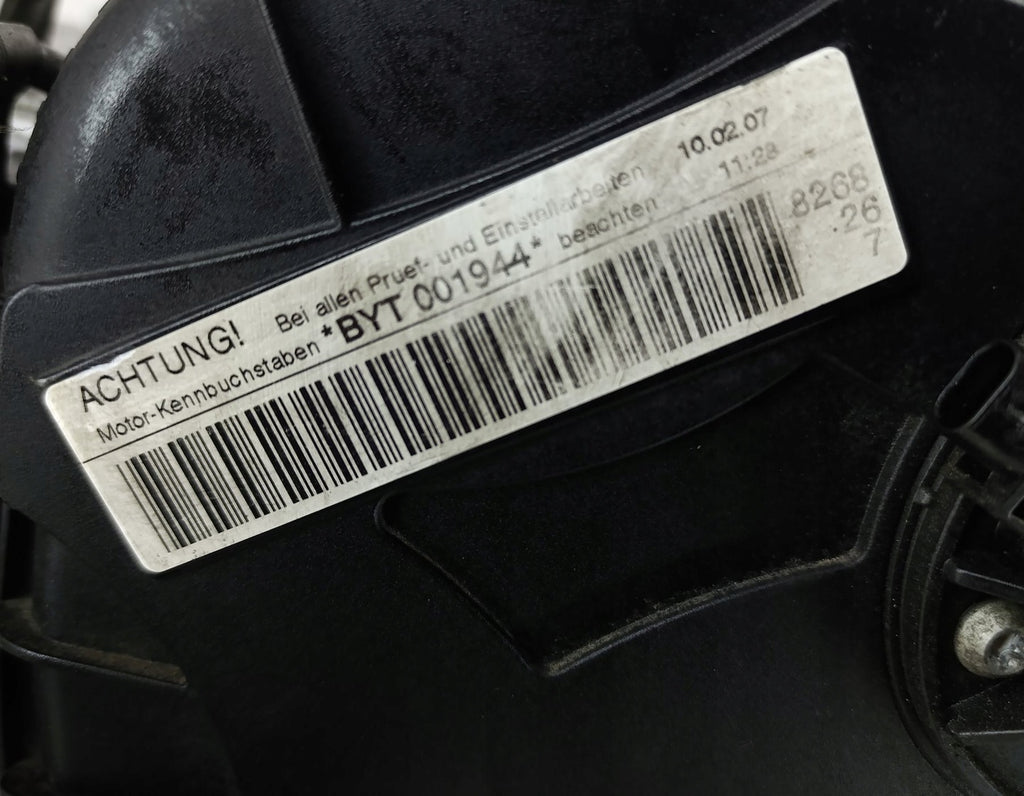 ACHTUNG! Bei allen Pruef- und Einstellarbeiten 10.02.07
Motor-Kennbuchstaben *BYT 001944* beachten 11:28
8268
.26
7